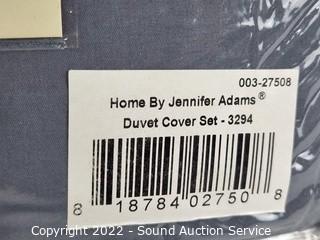 003-27508
Home By Jennifer Adams®
Duvet Cover Set - 3294
8 18784 02750 8
Copyright 2022 - Sound Auction Service